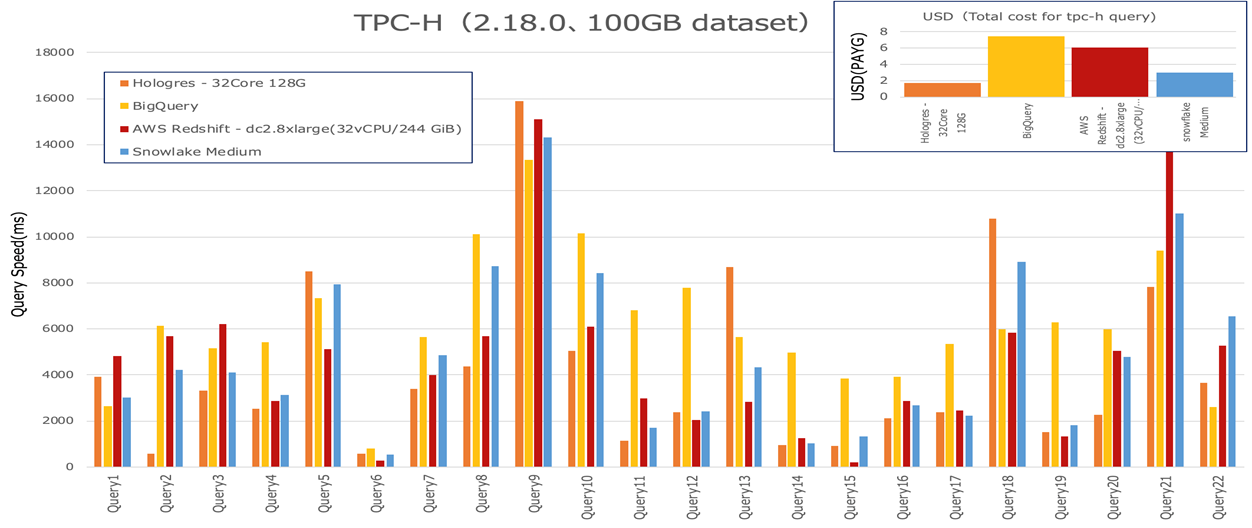 TPC-H（2.18.0、100GB dataset）
USD（Total cost for tpc-h query)
USD(PAYG)
8
6
4
2
0
Hologres -
32Core
128G
BigQuery
AWS
Redshift -
dc2.8xlarge
(32vCPU/…
snowflake
Medium
Hologres - 32Core 128G
BigQuery
AWS Redshift - dc2.8xlarge(32vCPU/244 GiB)
Snowlake Medium
Query Speed(ms)
18000
16000
14000
12000
10000
8000
6000
4000
2000
0
Query1
Query2
Query3
Query4
Query5
Query6
Query7
Query8
Query9
Query10
Query11
Query12
Query13
Query14
Query15
Query16
Query17
Query18
Query19
Query20
Query21
Query22